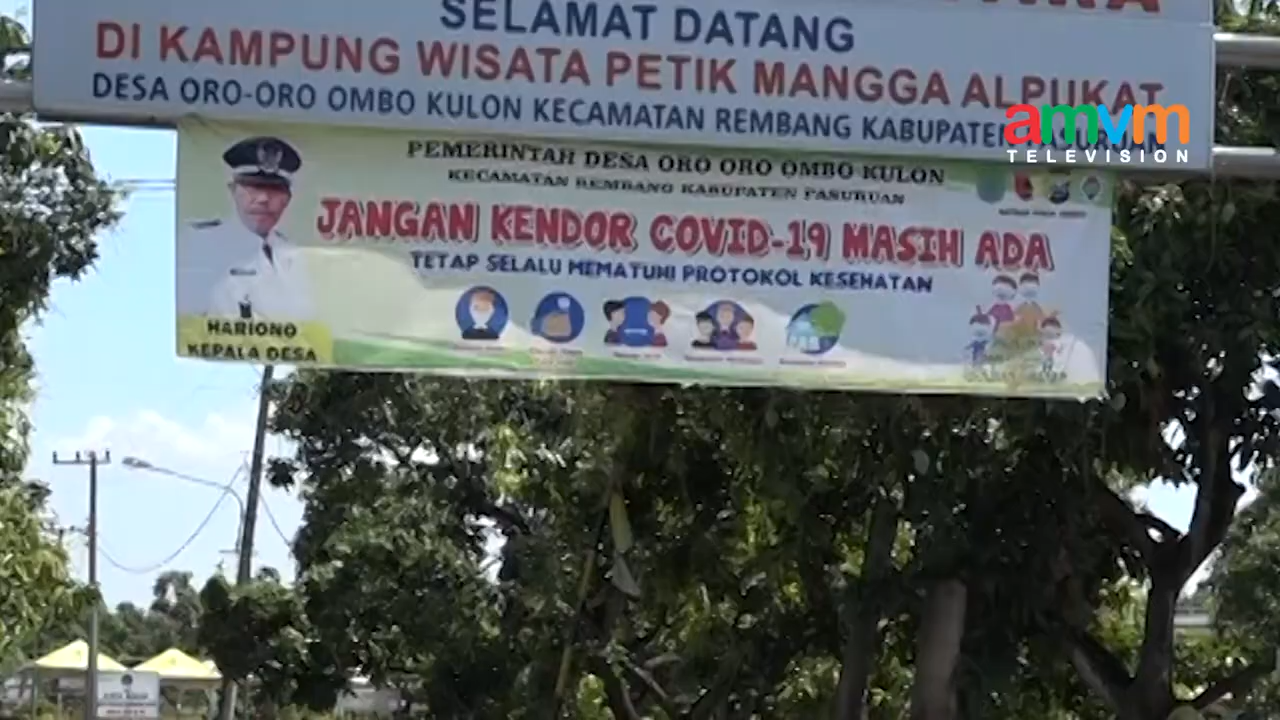 SELAMAT DATANG
DI KAMPUNG WISATA PETIK MANGGA ALPUKAT
DESA ORO-ORO OMBO KULON KECAMATAN REMBANG KABUPATEN PASURUAN
amvm
TELEVISION
PEMERINTAH DESA ORO ORO OMBO KULON
KECAMATAN REMBANG KABUPATEN PASURUAN
JANGAN KENDOR COVID-19 MASIH ADA
TETAP SELALU MEMATUHI PROTOKOL KESEHATAN
HARIONO
KEPALA DESA